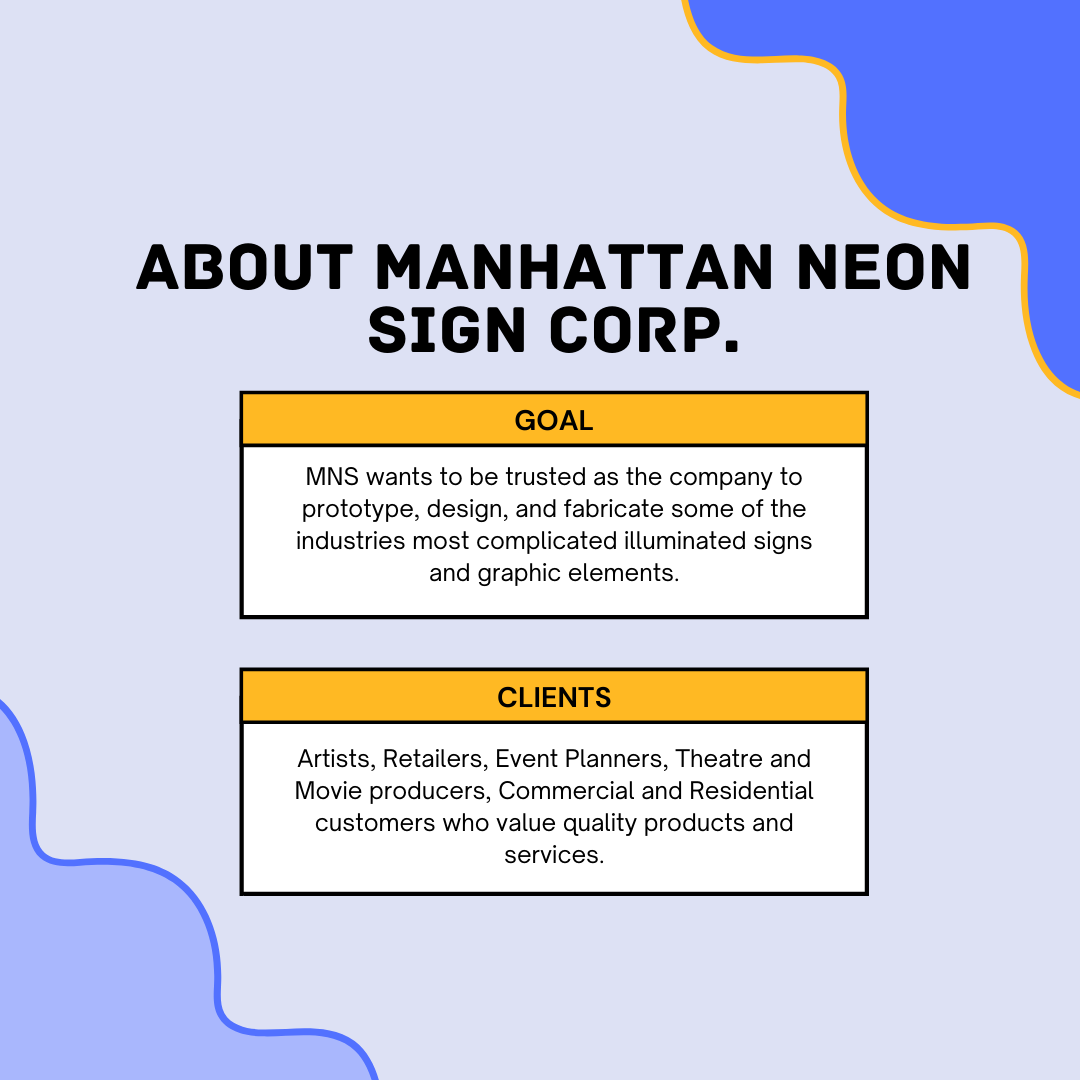 ABOUT MANHATTAN NEON
SIGN CORP.
GOAL
MNS wants to be trusted as the company to
prototype, design, and fabricate some of the
industries most complicated illuminated signs
and graphic elements.
CLIENTS
Artists, Retailers, Event Planners, Theatre and
Movie producers, Commercial and Residential
customers who value quality products and
services.